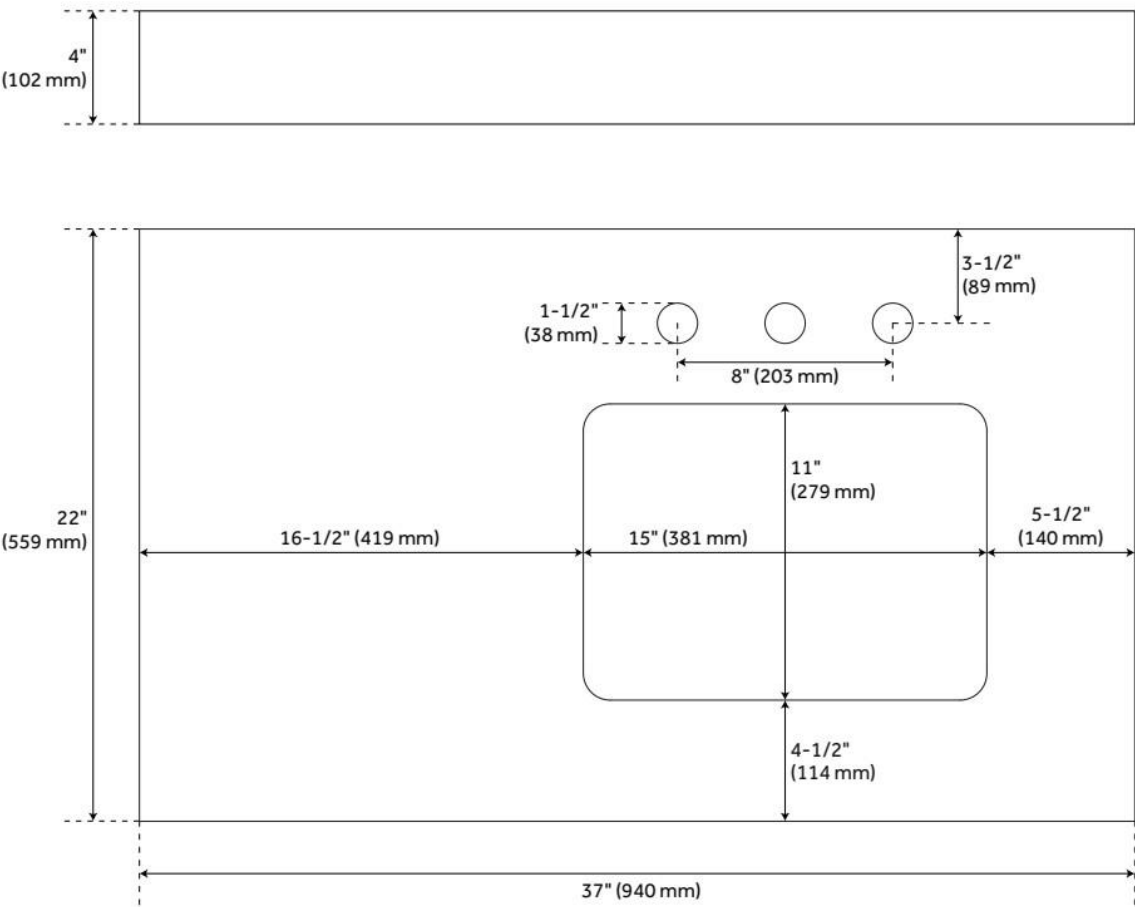 4"
(102 mm)
3-1/2"
(89 mm)
1-1/2"
(38 mm)
8" (203 mm)
11"
(279 mm)
22"
(559 mm)
16-1/2" (419 mm)
15" (381 mm)
5-1/2"
(140 mm)
4-1/2"
(114 mm)
37" (940 mm)